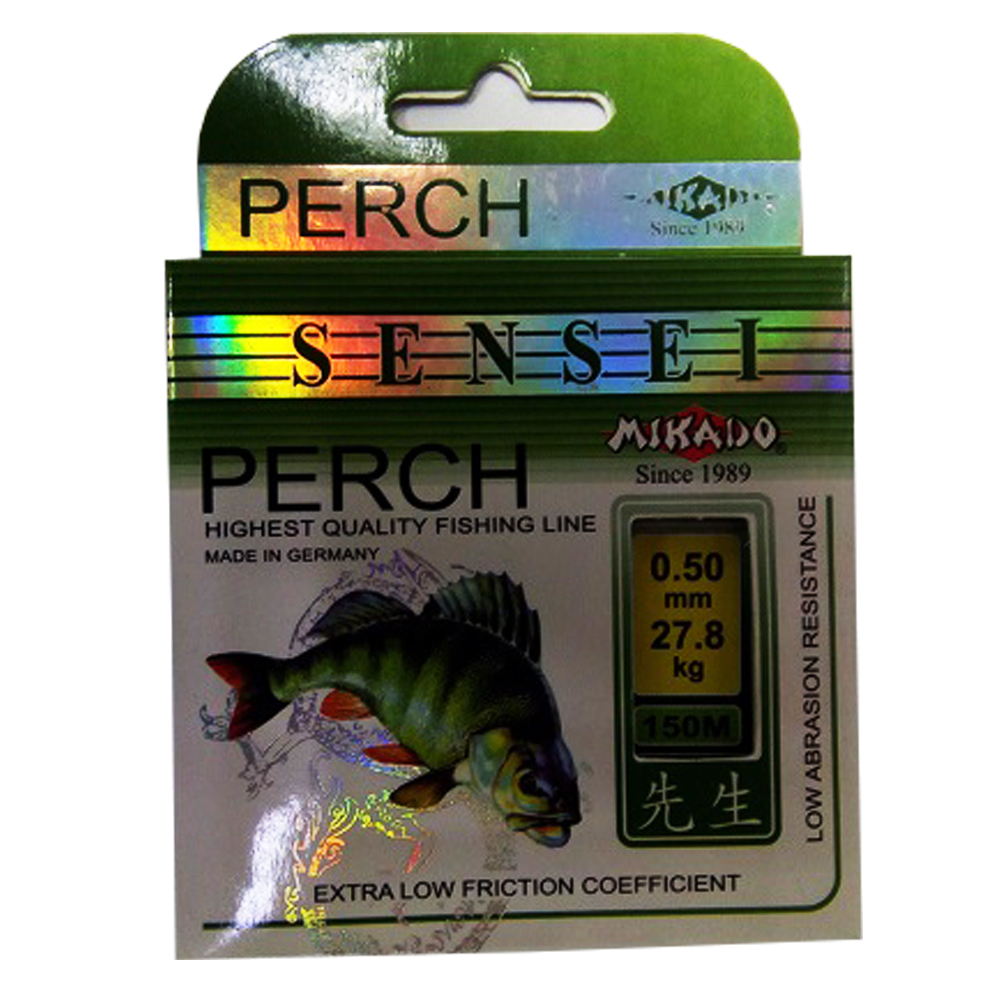 PERCH
MIKADO
Since 1989
SENSEI
MIKADO®
Since 1989
PERCH
HIGHEST QUALITY FISHING LINE
MADE IN GERMANY
0.50
mm
27.8
kg
150M
先生
LOW ABRASION RESISTANCE
EXTRA LOW FRICTION COEFFICIENT